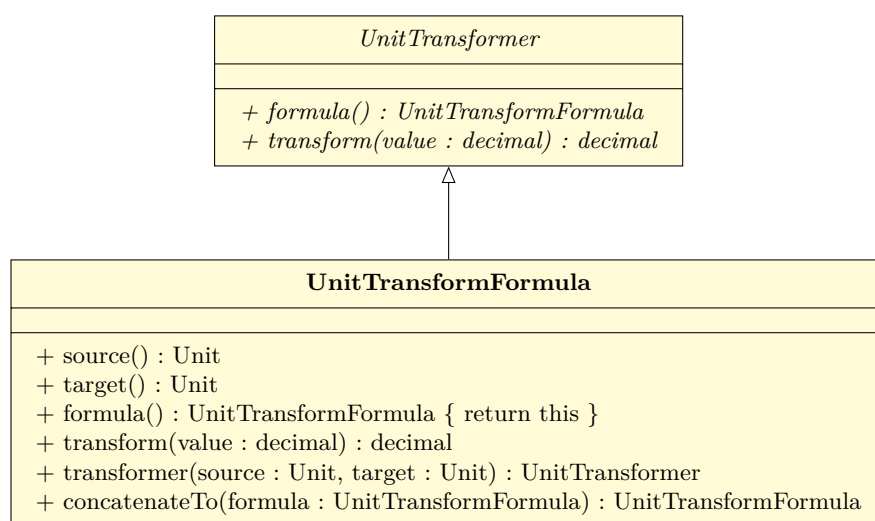 UnitTransformer
+ formula() : UnitTransformFormula
+ transform(value : decimal) : decimal
UnitTransformFormula
+ source() : Unit
+ target() : Unit
+ formula() : UnitTransformFormula { return this }
+ transform(value : decimal) : decimal
+ transformer(source : Unit, target : Unit) : UnitTransformer
+ concatenateTo(formula : UnitTransformFormula) : UnitTransformFormula